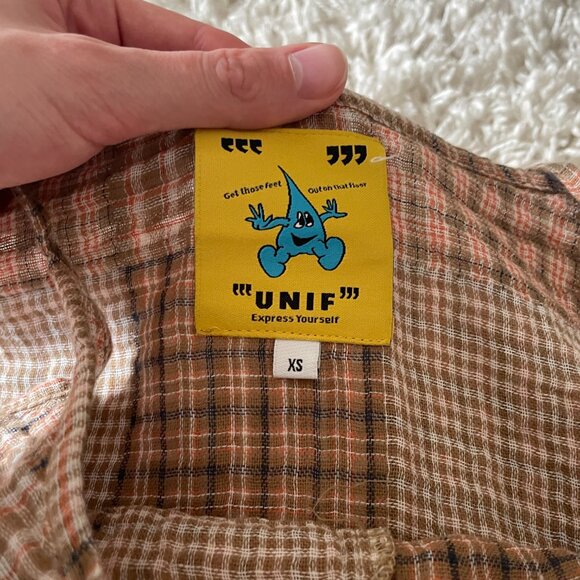 ‘‘‘ ’’’
Get those feet Out on that floor
‘‘‘UNIF’’’
Express Yourself
XS